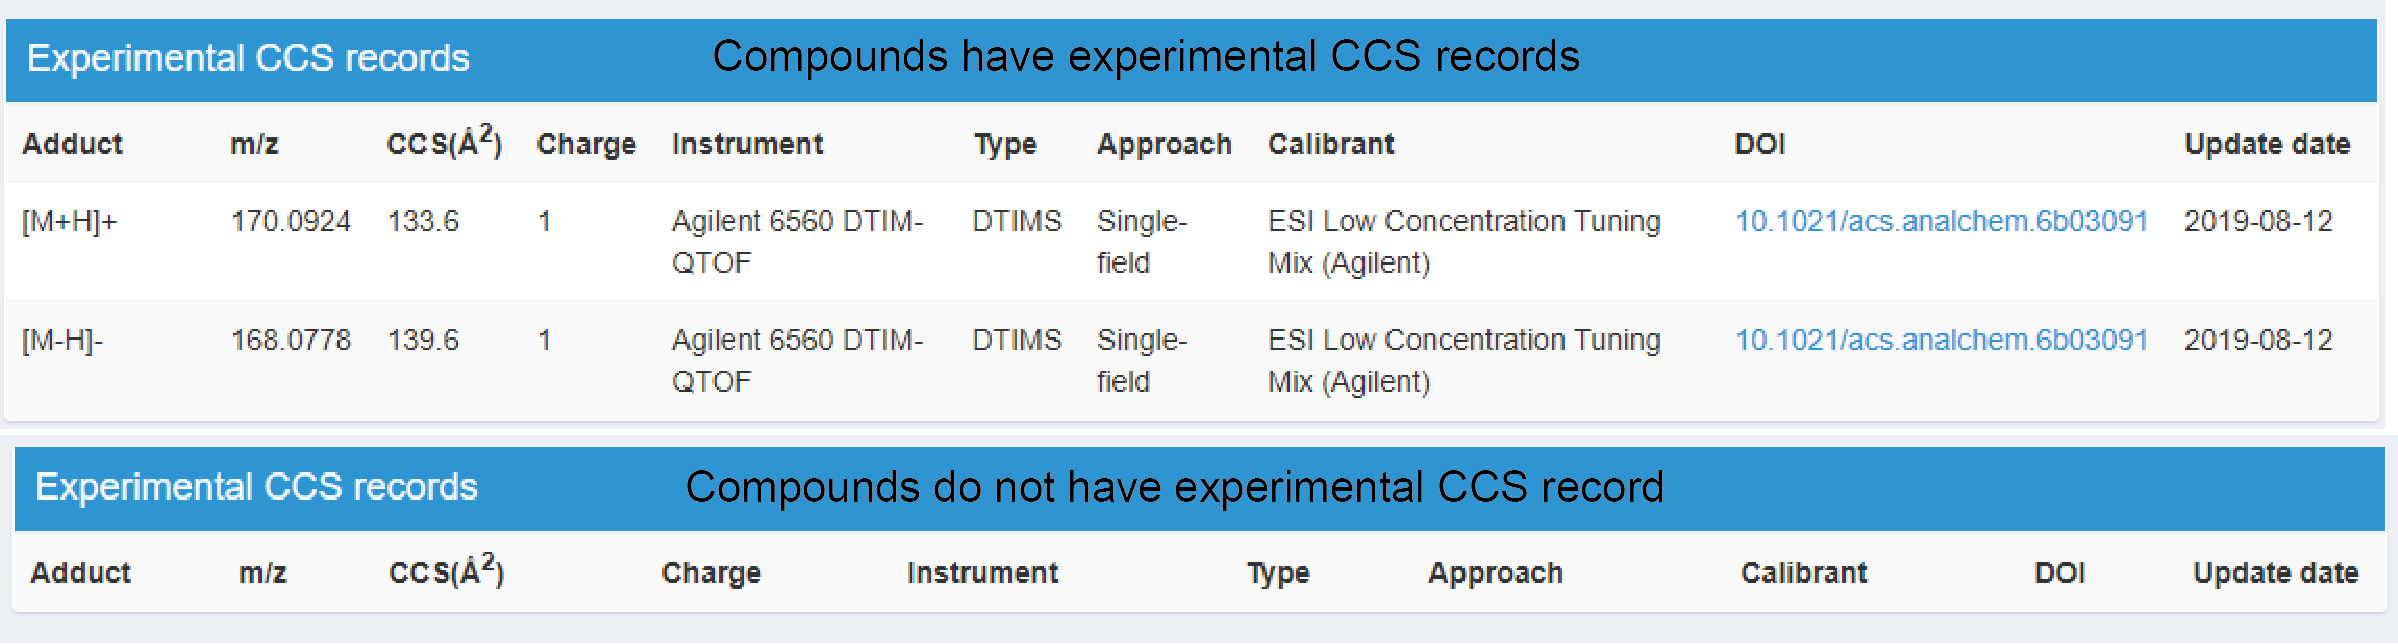 Experimental CCS records Compounds have experimental CCS records
Adduct m/z CCS(Å2) Charge Instrument Type Approach Calibrant DOI Update date
[M+H]+ 170.0924 133.6 1 Agilent 6560 DTIM- DTIMS Single- ESI Low Concentration Tuning 10.1021/acs.analchem.6b03091 2019-08-12
QTOF field Mix (Agilent)
[M-H]- 168.0778 139.6 1 Agilent 6560 DTIM- DTIMS Single- ESI Low Concentration Tuning 10.1021/acs.analchem.6b03091 2019-08-12
QTOF field Mix (Agilent)
Experimental CCS records Compounds do not have experimental CCS record
Adduct m/z CCS(Å2) Charge Instrument Type Approach Calibrant DOI Update date